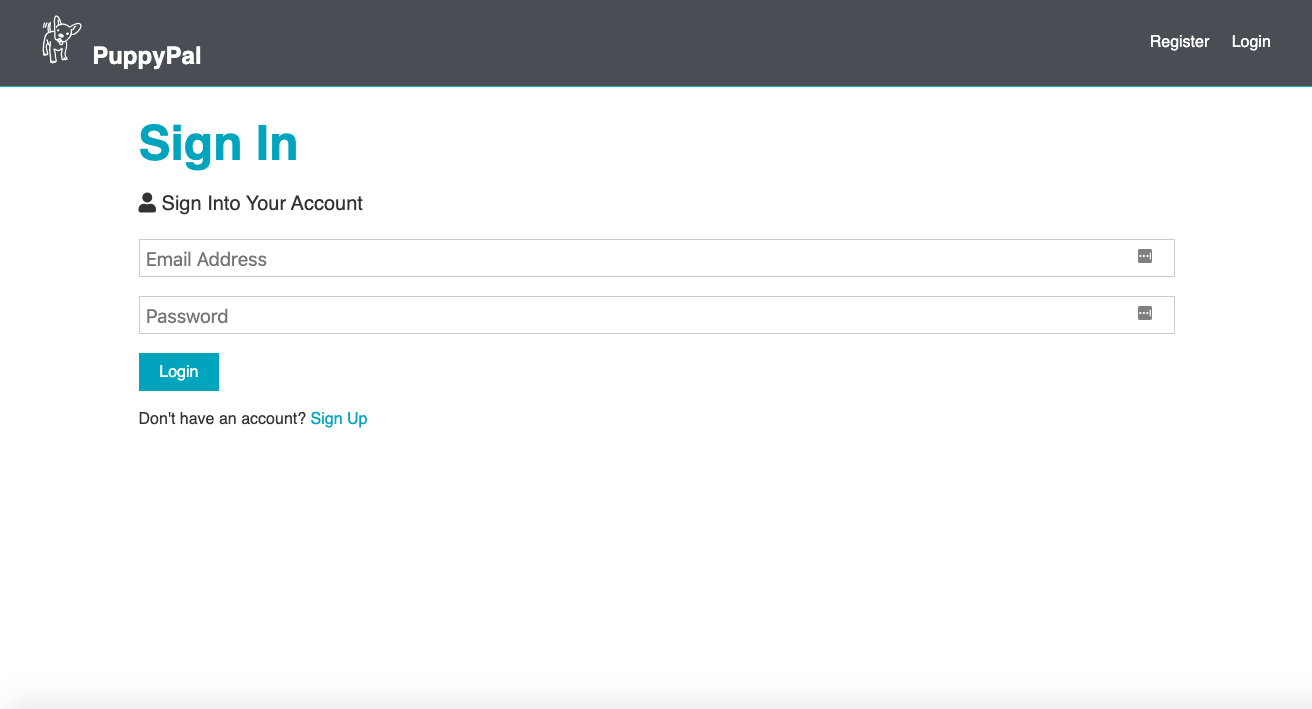 PuppyPal
Register Login
Sign In
Sign Into Your Account
Email Address
Password
Login
Don't have an account? Sign Up